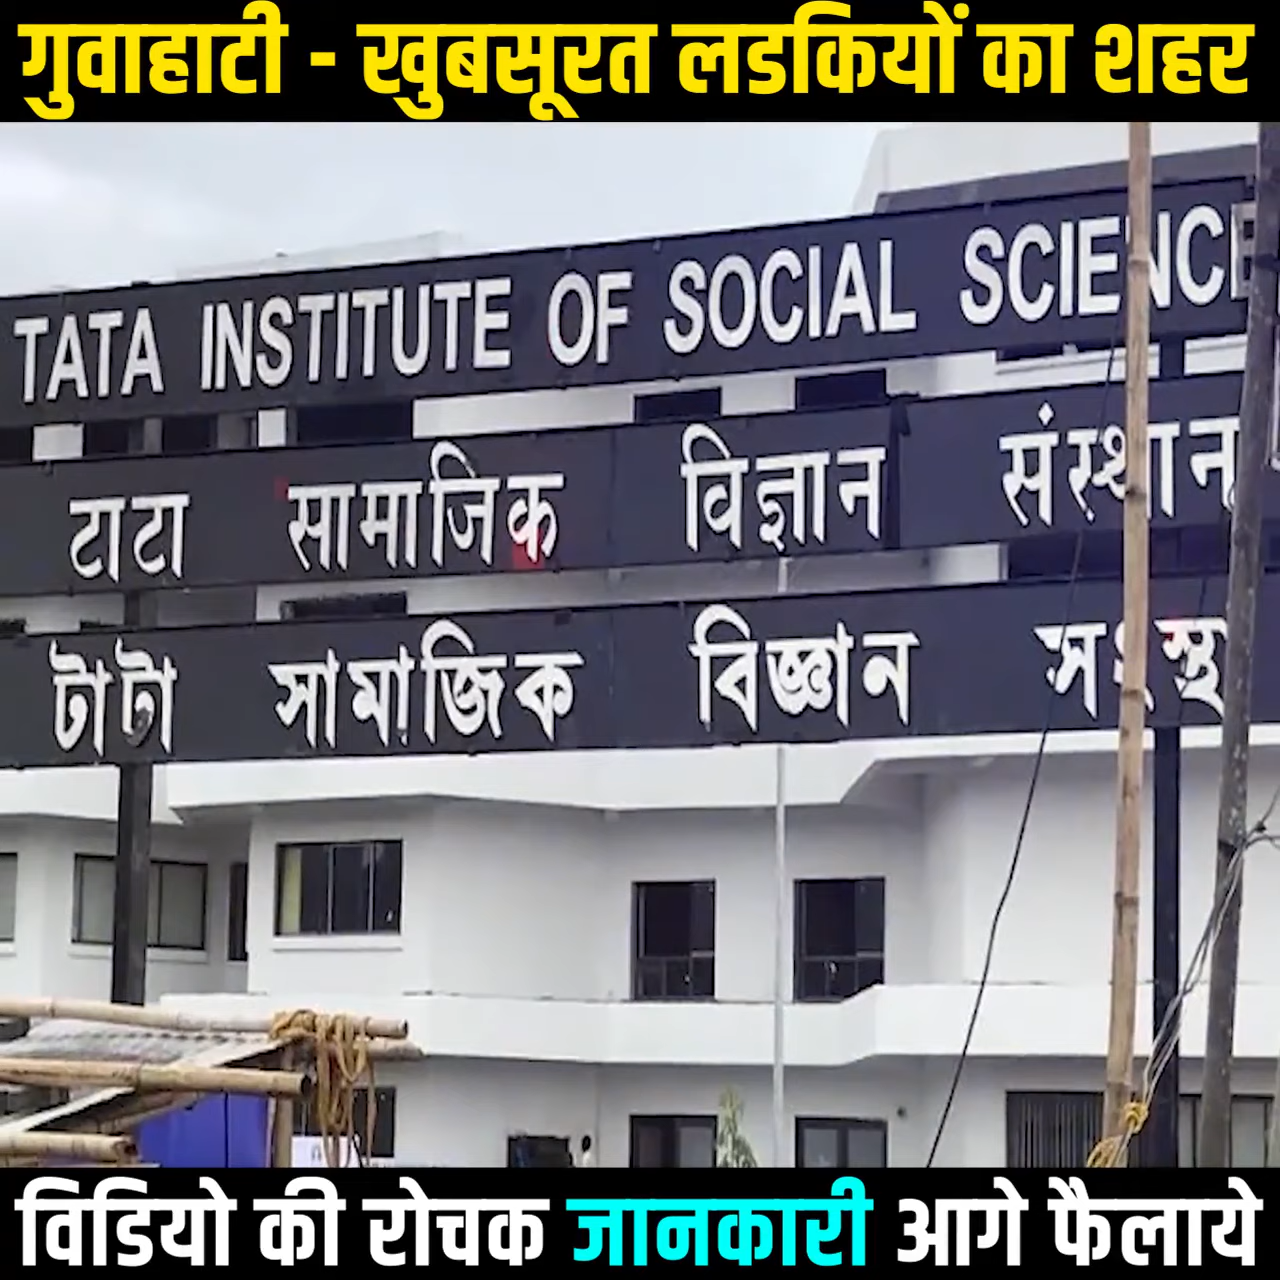 गुवाहाटी - खुबसूरत लडकियों का शहर
TATA INSTITUTE OF SOCIAL SCIENCE
टाटा सामाजिक विज्ञान संस्थान
টাটা সামাজিক বিজ্ঞান
विडियो की रोचक जानकारी आगे फैलाये